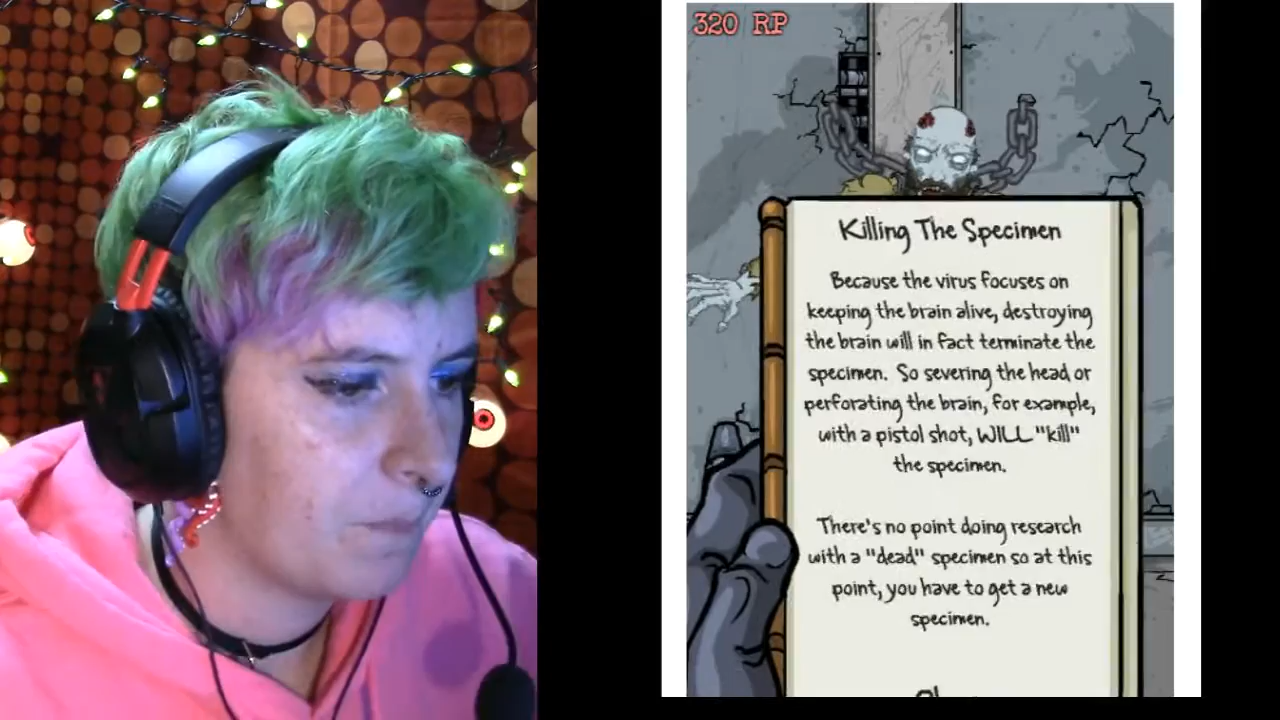 320 RP
Killing The Specimen
Because the virus focuses on
keeping the brain alive, destroying
the brain will in fact terminate the
specimen. So severing the head or
perforating the brain, for example,
with a pistol shot, WILL "kill"
the specimen.
There's no point doing research
with a "dead" specimen so at this
point, you have to get a new
specimen.